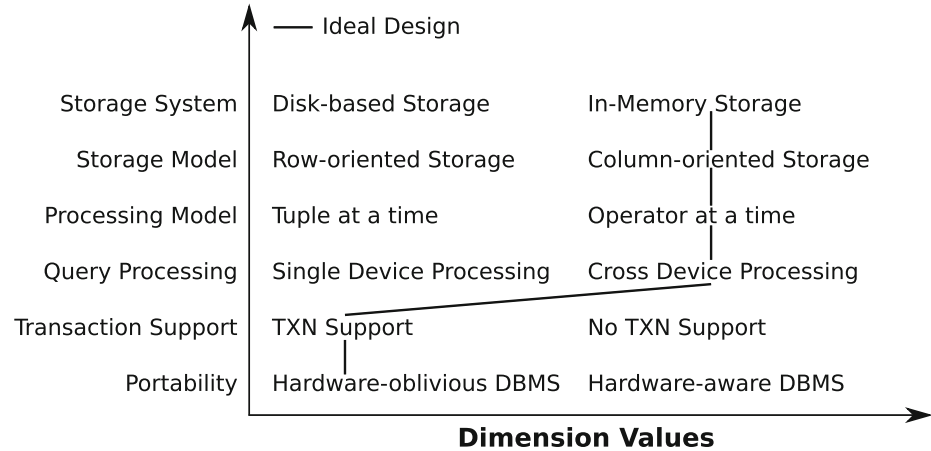 Ideal Design
Storage System Disk-based Storage In-Memory Storage
Storage Model Row-oriented Storage Column-oriented Storage
Processing Model Tuple at a time Operator at a time
Query Processing Single Device Processing Cross Device Processing
Transaction Support TXN Support No TXN Support
Portability Hardware-oblivious DBMS Hardware-aware DBMS
Dimension Values